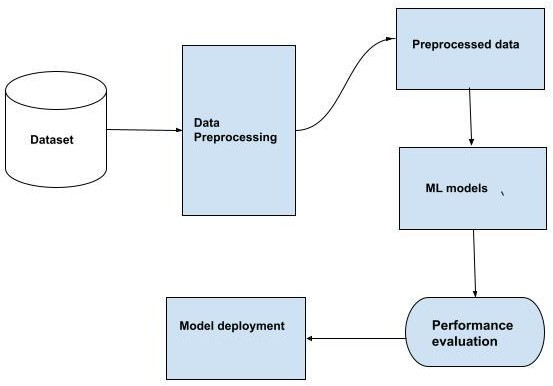 Dataset
Data
Preprocessing
Preprocessed data
ML models
Performance
evaluation
Model deployment